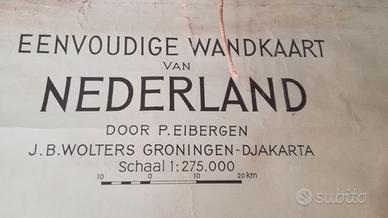 EENVOUDIGE WANDKAART
VAN
NEDERLAND
DOOR P. EIBERGEN
J.B. WOLTERS GRONINGEN-DJAKARTA
Schaal 1:275.000
10 0 10 20 km
subito